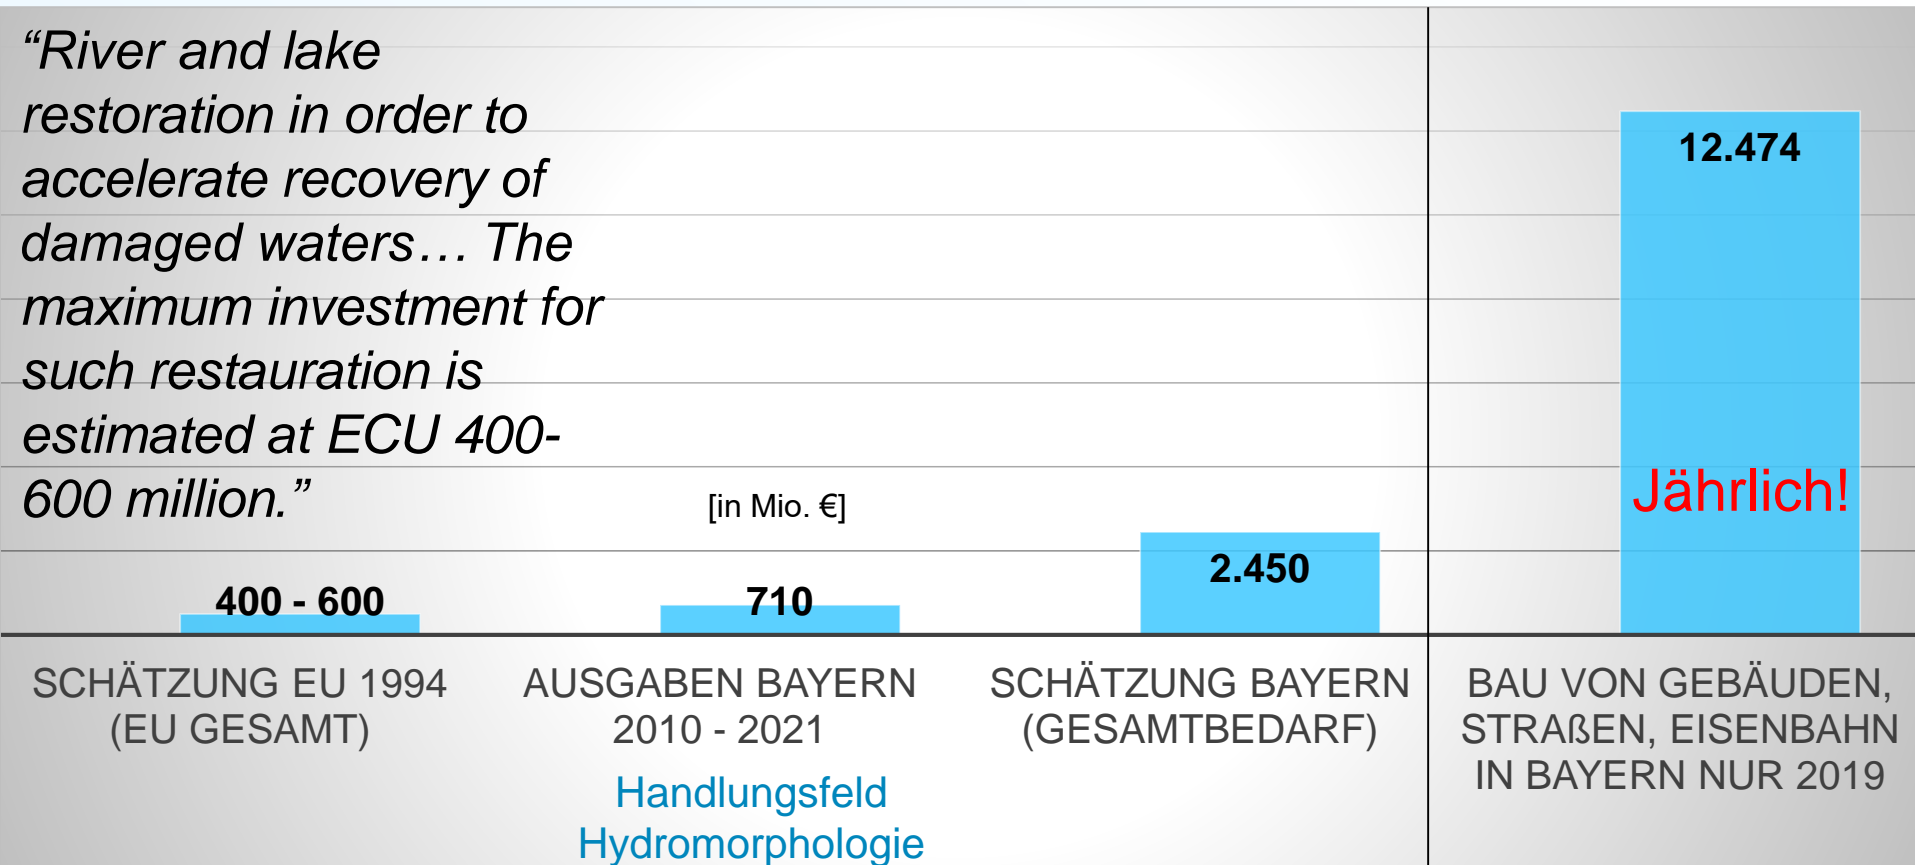 “River and lake
restoration in order to
accelerate recovery of
damaged waters… The
maximum investment for
such restauration is
estimated at ECU 400-
600 million.”
[in Mio. €]
400 - 600
710
2.450
12.474
Jährlich!
SCHÄTZUNG EU 1994
(EU GESAMT)
AUSGABEN BAYERN
2010 - 2021
Handlungsfeld
Hydromorphologie
SCHÄTZUNG BAYERN
(GESAMTBEDARF)
BAU VON GEBÄUDEN,
STRAßEN, EISENBAHN
IN BAYERN NUR 2019